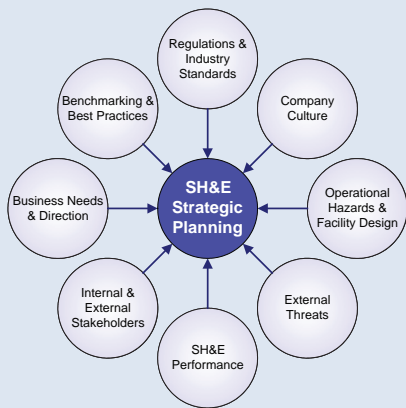 Regulations &
Industry
Standards
Company
Culture
Operational
Hazards &
Facility Design
External
Threats
SH&E
Performance
Internal &
External
Stakeholders
Business Needs
& Direction
Benchmarking &
Best Practices
SH&E
Strategic
Planning